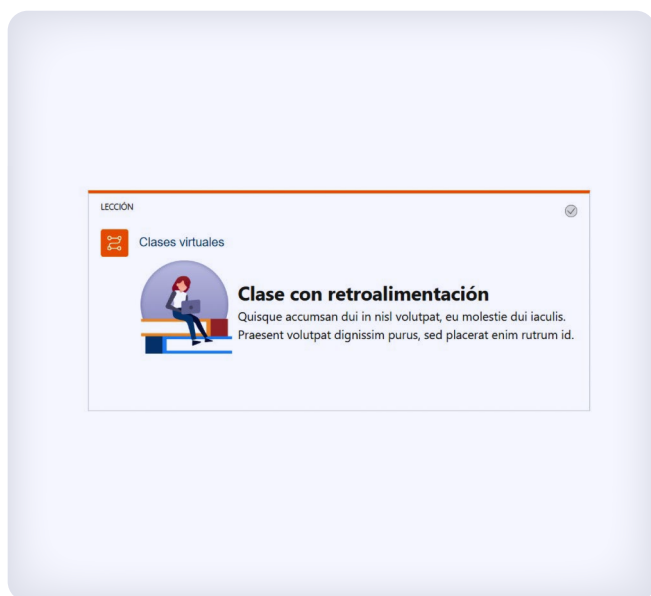 LECCIÓN
Clases virtuales
Clase con retroalimentación
Quisque accumsan dui in nisl volutpat, eu molestie dui iaculis.
Praesent volutpat dignissim purus, sed placerat enim rutrum id.